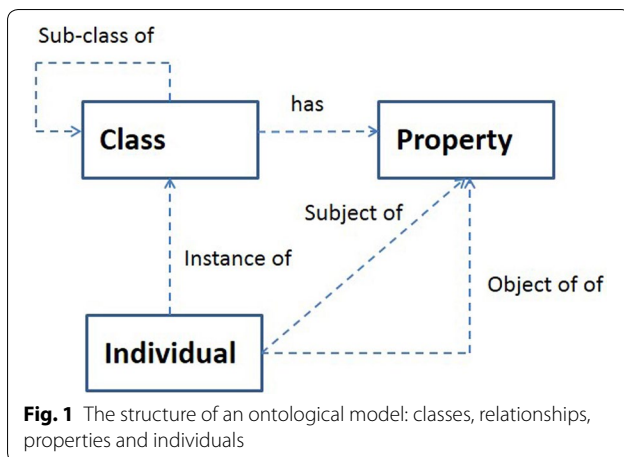 Sub-class of
has
Class
Property
Subject of
Instance of
Object of of
Individual
Fig. 1 The structure of an ontological model: classes, relationships,
properties and individuals